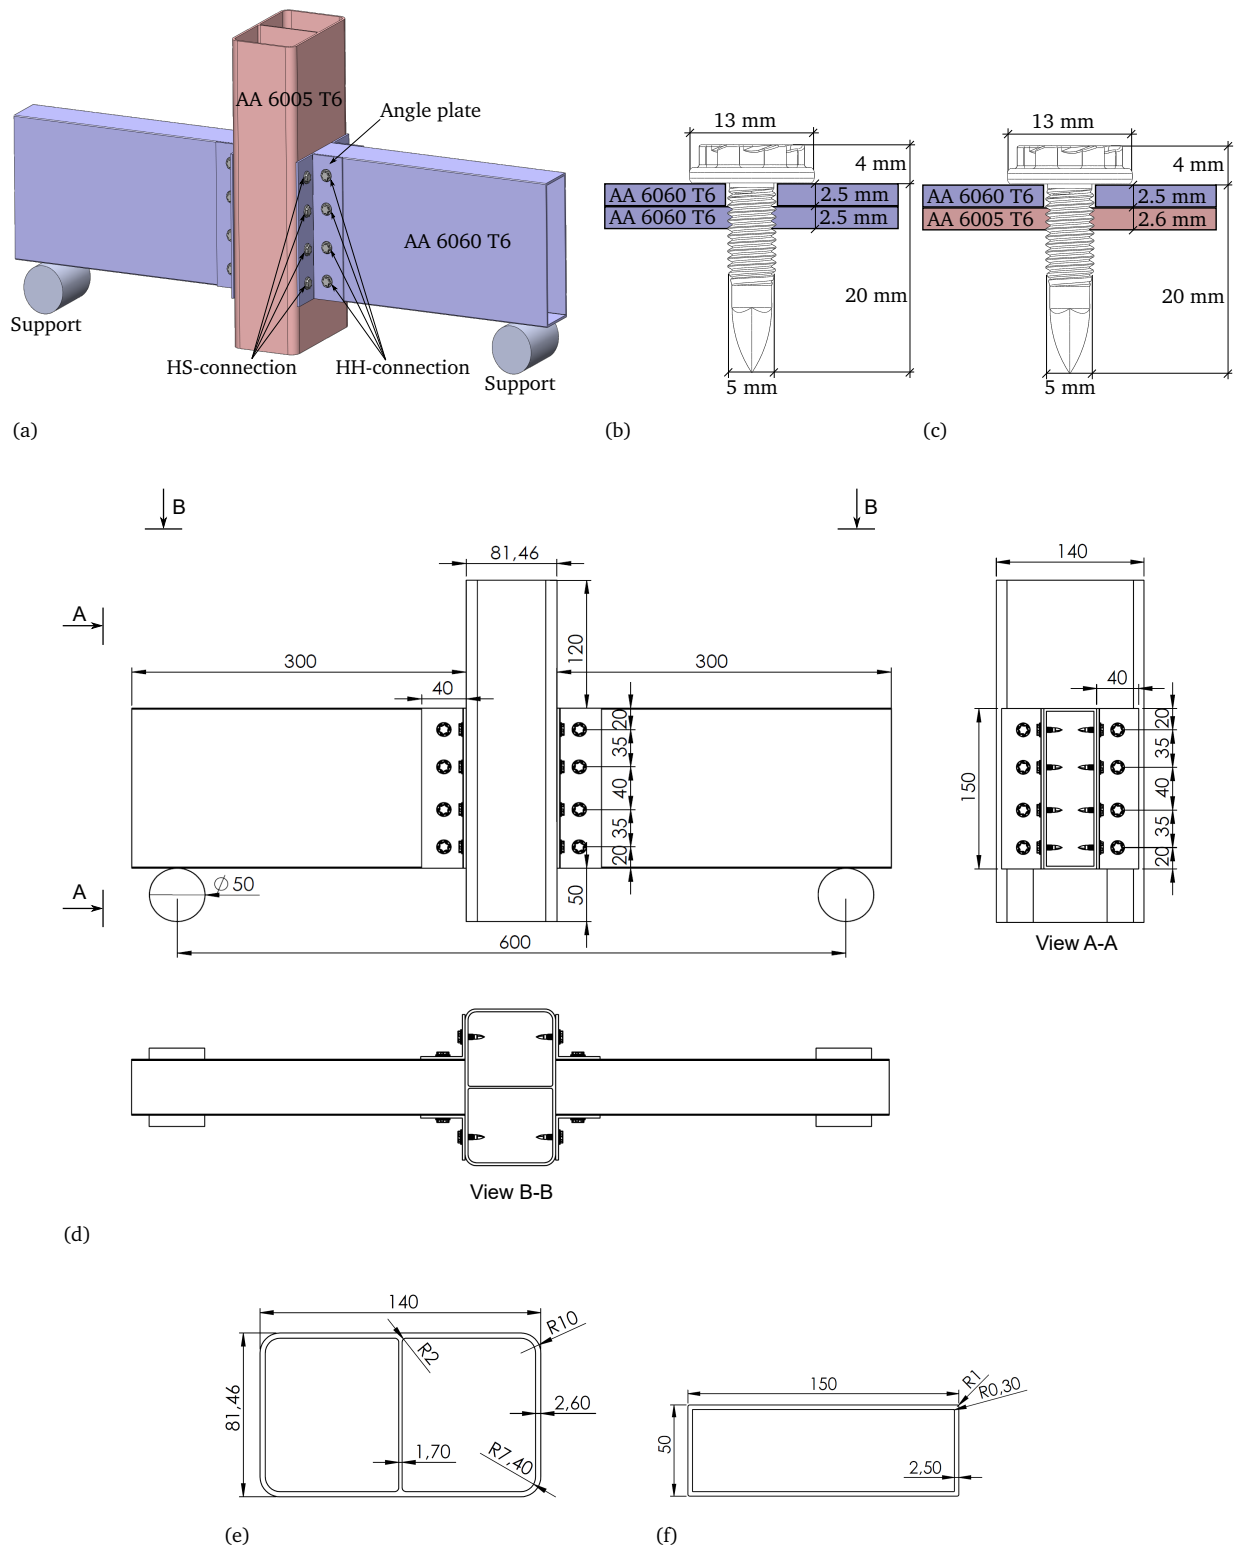 AA 6005 T6
Angle plate
AA 6060 T6
Support
HS-connection
HH-connection
Support
(a)
13 mm
4 mm
AA 6060 T6
2.5 mm
AA 6060 T6
2.5 mm
20 mm
5 mm
(b)
13 mm
4 mm
AA 6060 T6
2.5 mm
AA 6005 T6
2.6 mm
20 mm
5 mm
(c)
B
B
A
A
81,46
120
300
300
40
20
35
40
35
20
50
Ø 50
600
140
40
150
20
35
40
35
20
View A-A
View B-B
(d)
140
81,46
R10
R2
2,60
1,70
R7,40
(e)
150
50
R1
R0,30
2,50
(f)